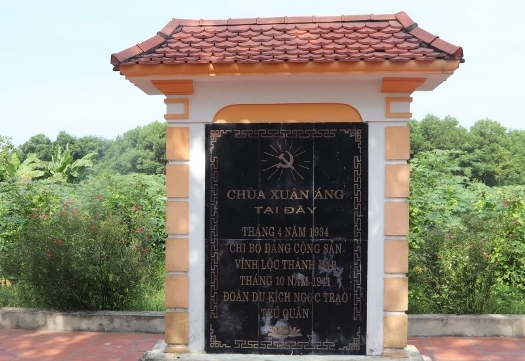 CHÙA XUÂN ÁNG
TẠI ĐÂY
THÁNG 4 NĂM 1934
CHI BỘ ĐẢNG CỘNG SẢN
VĨNH LỘC THÀNH LẬP
THÁNG 10 NĂM 1941
ĐOÀN DU KÍCH NGỌC TRẠO
THỦ QUÂN